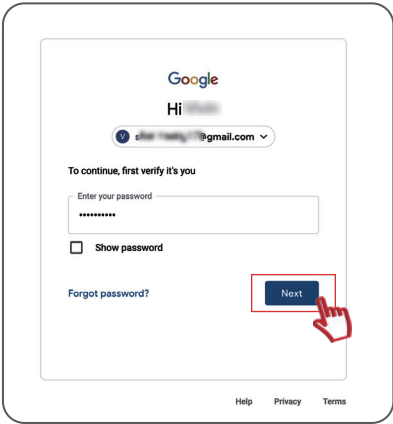 Google
Hi
V @gmail.com
To continue, first verify it's you
Enter your password
••••••••••
Show password
Forgot password?
Next
Help Privacy Terms